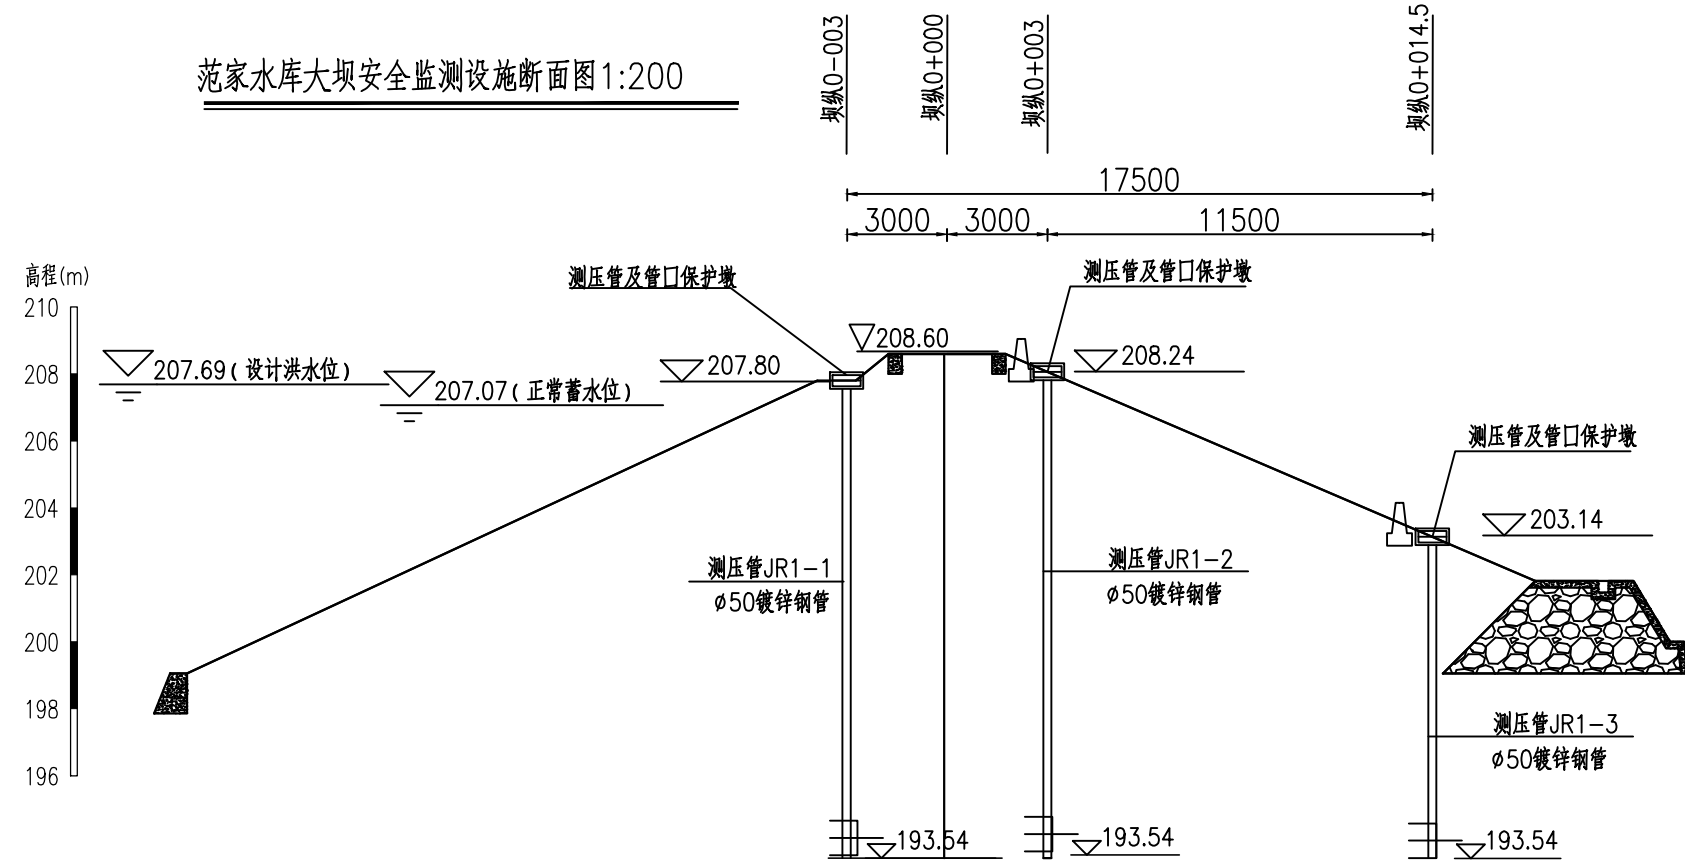 范家水库大坝安全监测设施断面图1:200
坝纵0-003
坝纵0+000
坝纵0+003
坝纵0+014.5
17500
3000
3000
11500
高程(m)
210
208
206
204
202
200
198
196
测压管及管口保护墩
测压管及管口保护墩
208.60
207.69(设计洪水位)
207.07(正常蓄水位)
207.80
208.24
测压管及管口保护墩
203.14
测压管JR1-1
φ50镀锌钢管
测压管JR1-2
φ50镀锌钢管
测压管JR1-3
φ50镀锌钢管
193.54
193.54
193.54